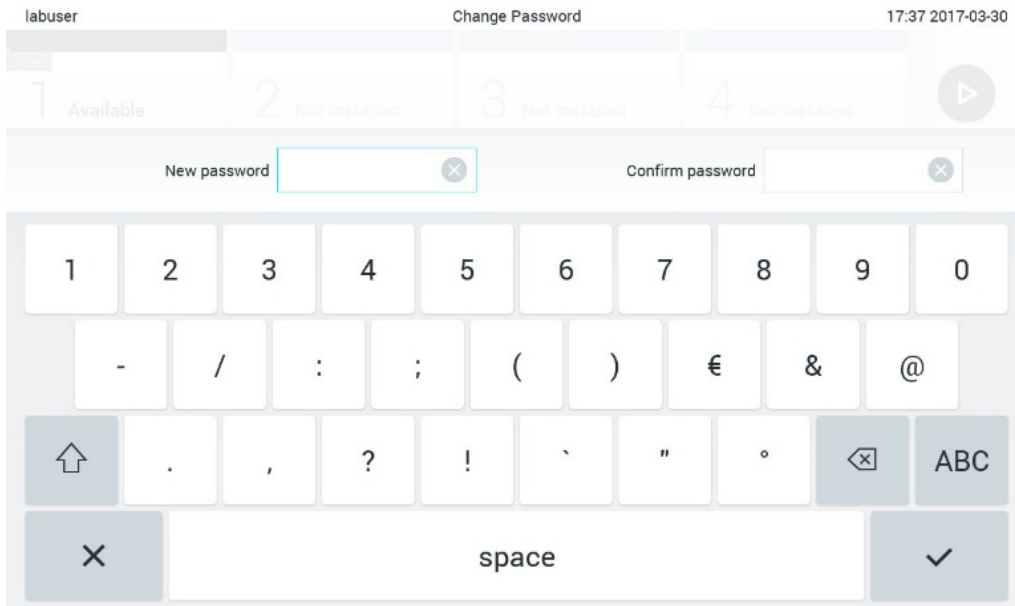 labuser Change Password 17:37 2017-03-30
1 Available 2 Not installed 3 Not installed 4 Not installed
New password Confirm password
1 2 3 4 5 6 7 8 9 0
- / : ; ( ) € & @
. , ? ! ` " ° ABC
space